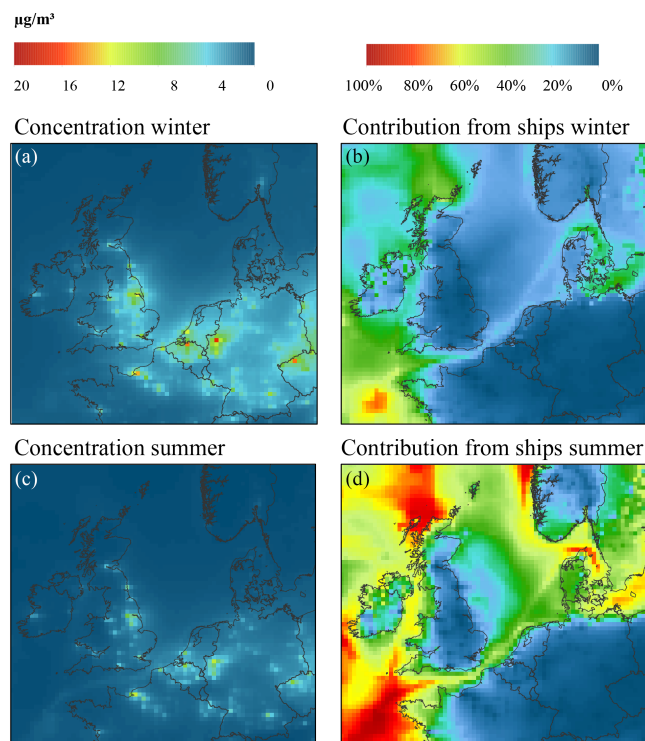 µg/m³
20 16 12 8 4 0
100% 80% 60% 40% 20% 0%
Concentration winter
Contribution from ships winter
(a)
(b)
Concentration summer
Contribution from ships summer
(c)
(d)